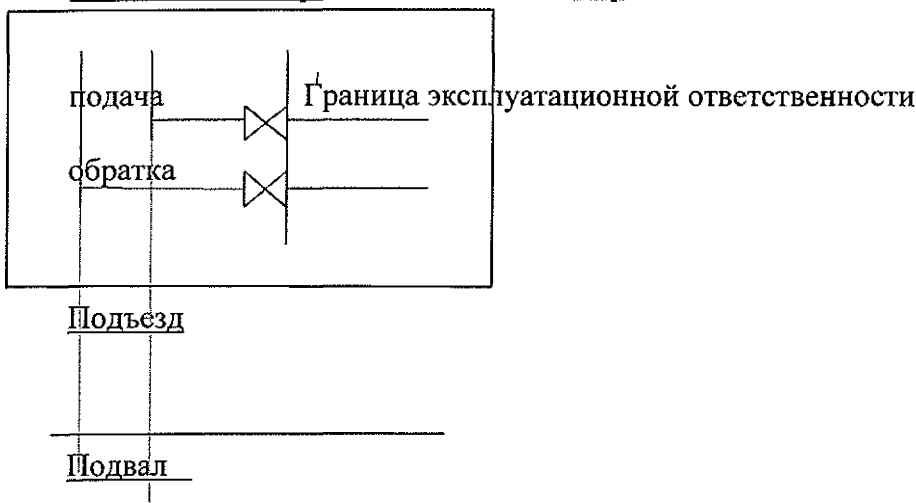 подача Граница эксплуатационной ответственности
обратка
Подъезд
Подвал